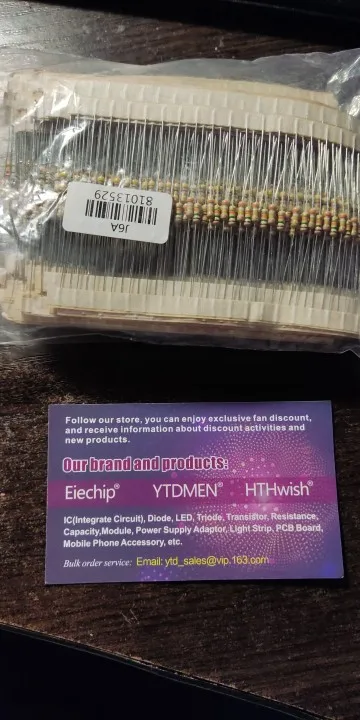 81013529
J6A
Follow our store, you can enjoy exclusive fan discount,
and receive information about discount activities and
new products.
Our brand and products:
Eiechip® YTDMEN® HTHwish®
IC(Integrate Circuit), Diode, LED, Triode, Transistor, Resistance,
Capacity,Module, Power Supply Adaptor, Light Strip, PCB Board,
Mobile Phone Accessory, etc.
Bulk order service: Email: ytd_sales@vip.163.com